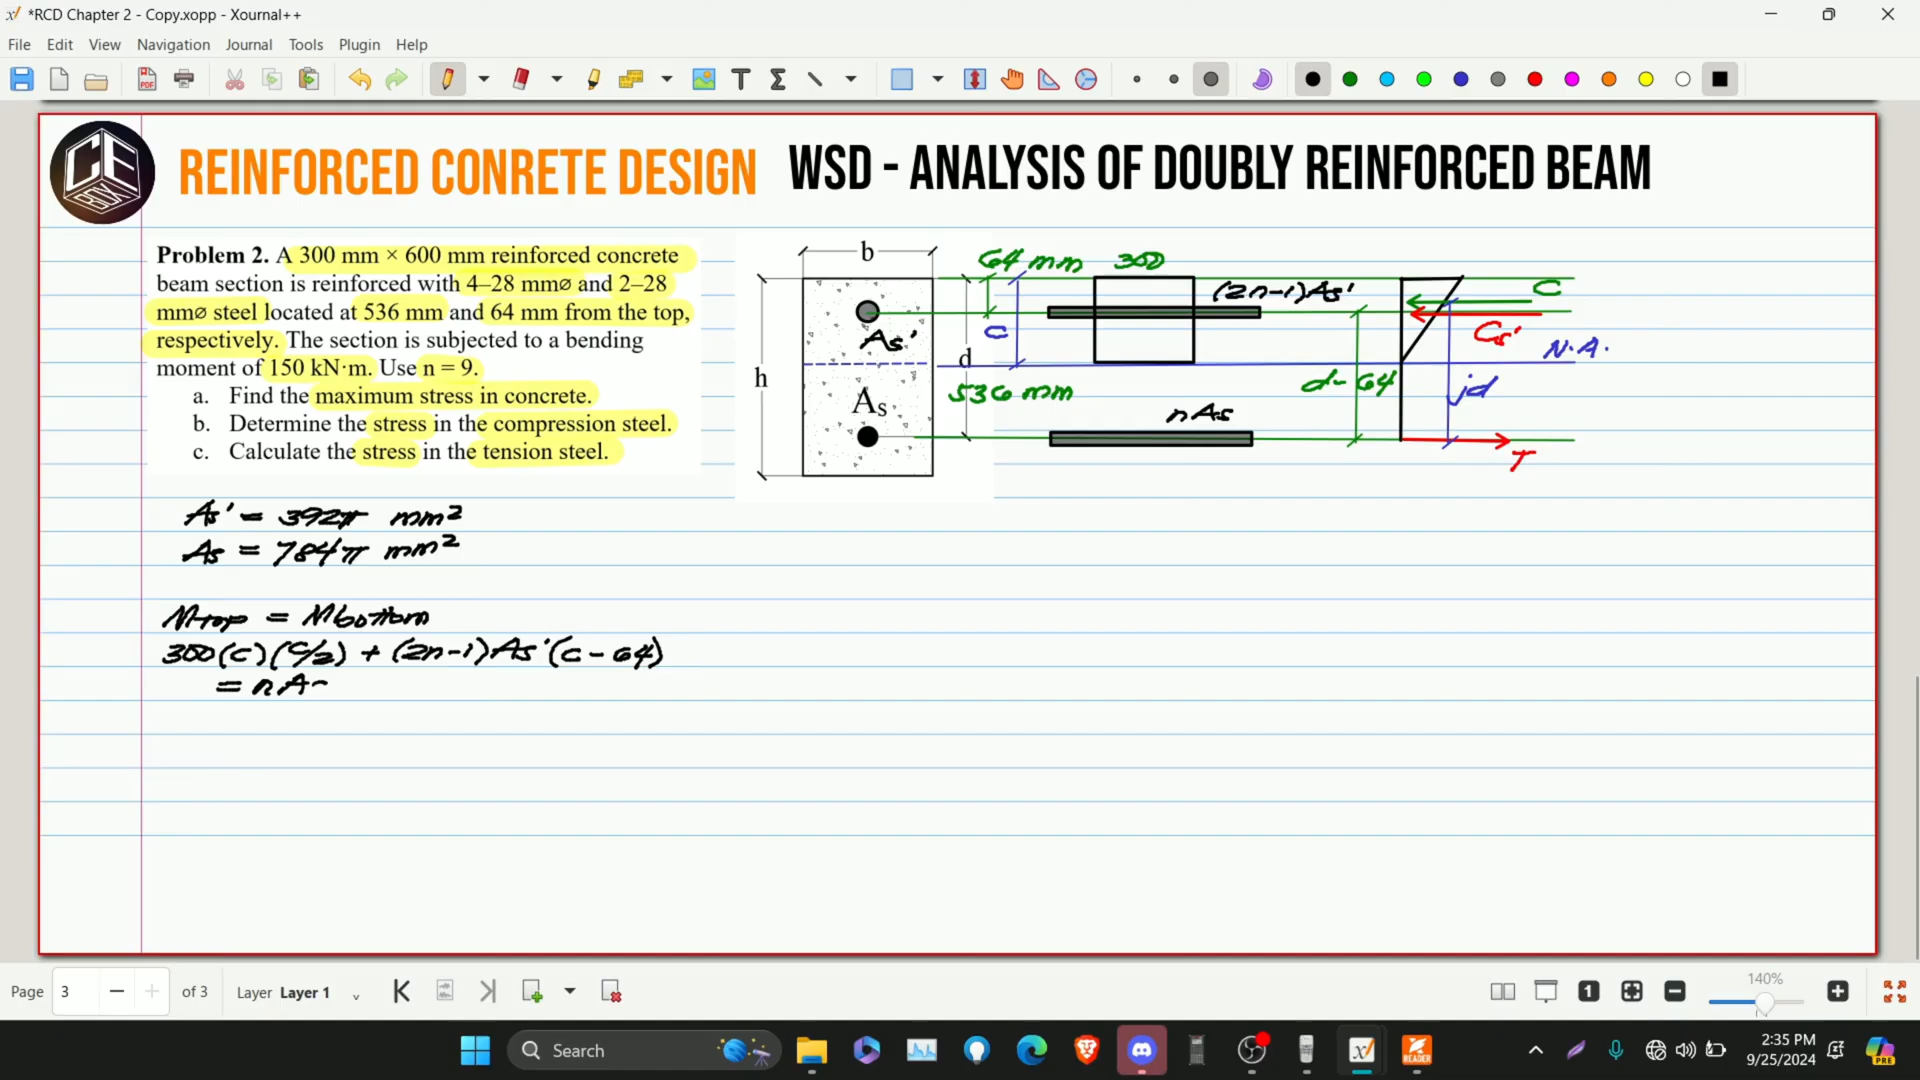 *RCD Chapter 2 - Copy.xopp - Xournal++
File Edit View Navigation Journal Tools Plugin Help
CE BOX
REINFORCED CONRETE DESIGN
WSD - ANALYSIS OF DOUBLY REINFORCED BEAM
Problem 2. A 300 mm × 600 mm reinforced concrete
beam section is reinforced with 4–28 mmø and 2–28
mmø steel located at 536 mm and 64 mm from the top,
respectively. The section is subjected to a bending
moment of 150 kN·m. Use n = 9.
a. Find the maximum stress in concrete.
b. Determine the stress in the compression steel.
c. Calculate the stress in the tension steel.
b
h
d
As'
As
64 mm
536 mm
c
300
(2n-1)As'
nAs
d-64
C
Cs'
N.A.
jd
T
As' = 392π mm²
As = 784π mm²
Mtop = Mbottom
300(c)(c/2) + (2n-1)As'(c-64)
= nA
Page 3 of 3 Layer Layer 1
140%
Search
READER
2:35 PM
9/25/2024
PRE